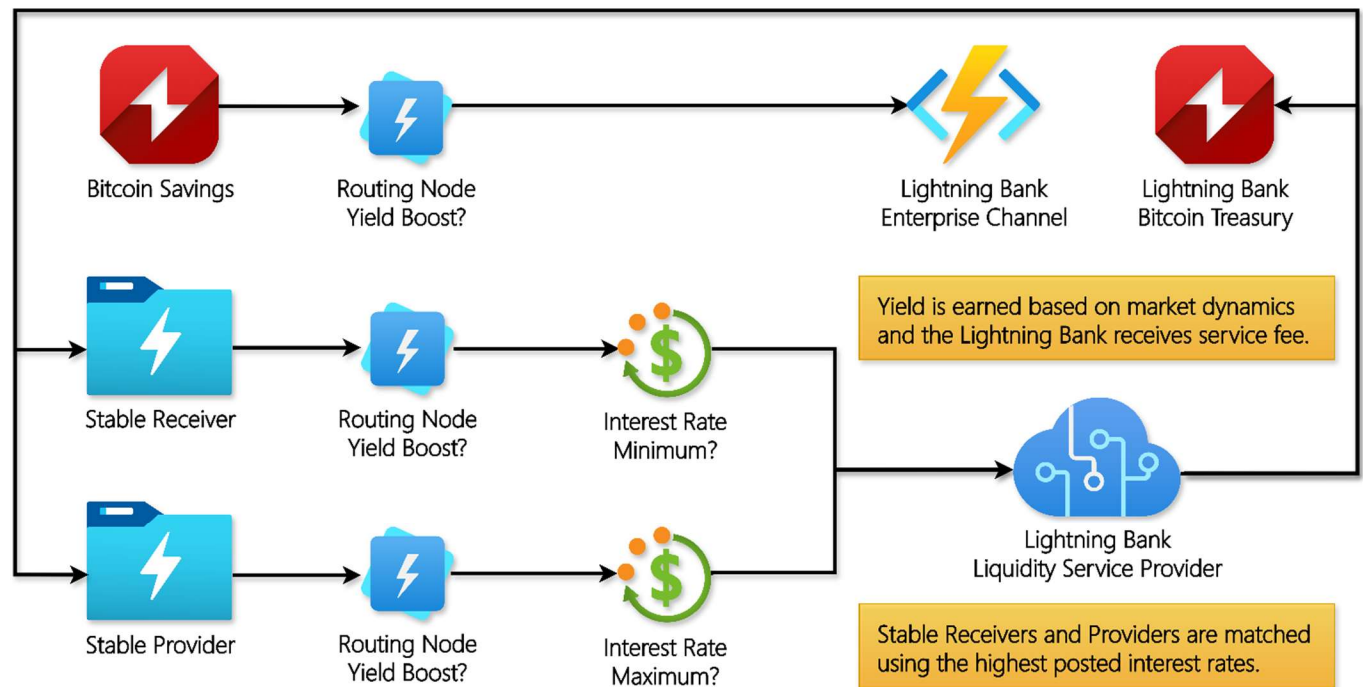 Bitcoin Savings
Routing Node
Yield Boost?
Lightning Bank
Enterprise Channel
Lightning Bank
Bitcoin Treasury
Yield is earned based on market dynamics
and the Lightning Bank receives service fee.
Stable Receiver
Routing Node
Yield Boost?
Interest Rate
Minimum?
Lightning Bank
Liquidity Service Provider
Stable Provider
Routing Node
Yield Boost?
Interest Rate
Maximum?
Stable Receivers and Providers are matched
using the highest posted interest rates.